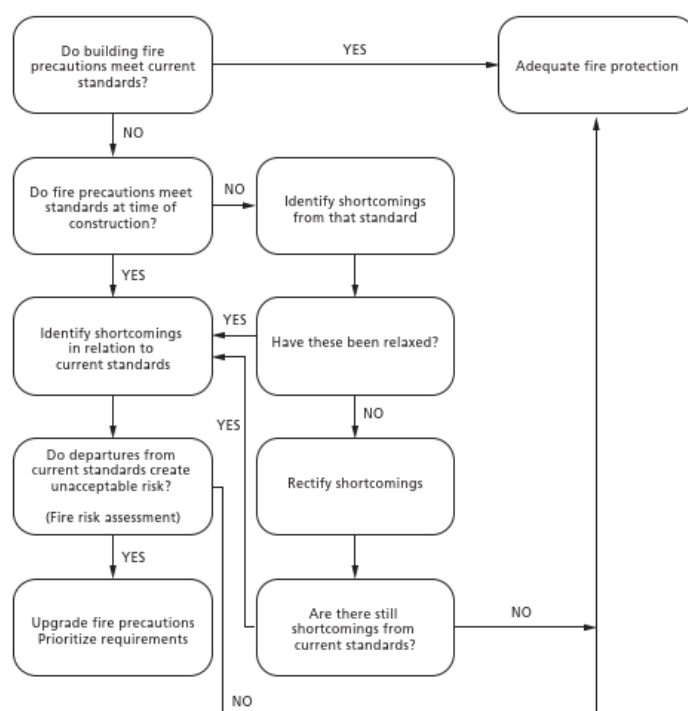 Do building fire
precautions meet current
standards?
YES
Adequate fire protection
NO
Do fire precautions meet
standards at time of
construction?
NO
Identify shortcomings
from that standard
YES
Identify shortcomings
in relation to
current standards
YES
Have these been relaxed?
YES
NO
Do departures from
current standards create
unacceptable risk?
(Fire risk assessment)
Rectify shortcomings
YES
Upgrade fire precautions
Prioritize requirements
Are there still
shortcomings from
current standards?
NO
NO